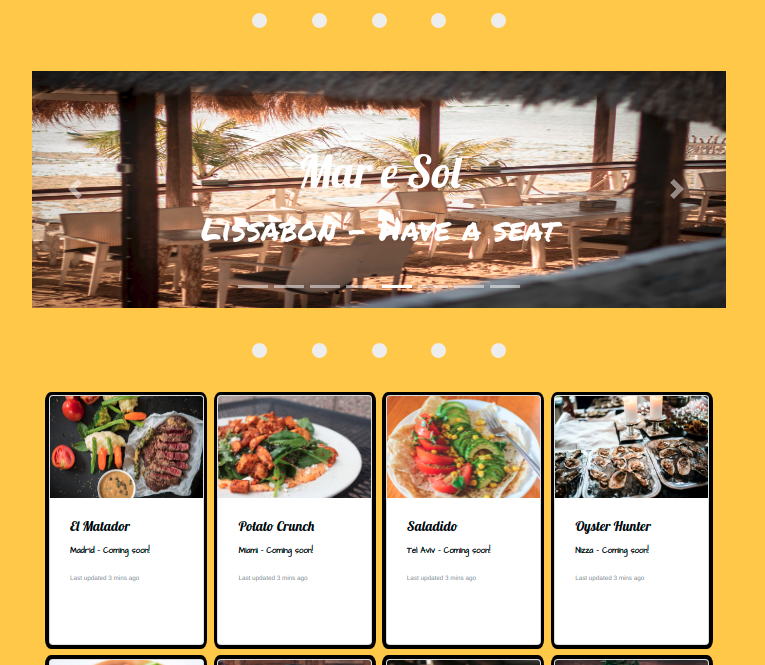 Mar e Sol
Lissabon - Have a seat
El Matador
Madrid - Coming soon!
Last updated 3 mins ago
Potato Crunch
Miami - Coming soon!
Last updated 3 mins ago
Saladido
Tel Aviv - Coming soon!
Last updated 3 mins ago
Oyster Hunter
Nizza - Coming soon!
Last updated 3 mins ago